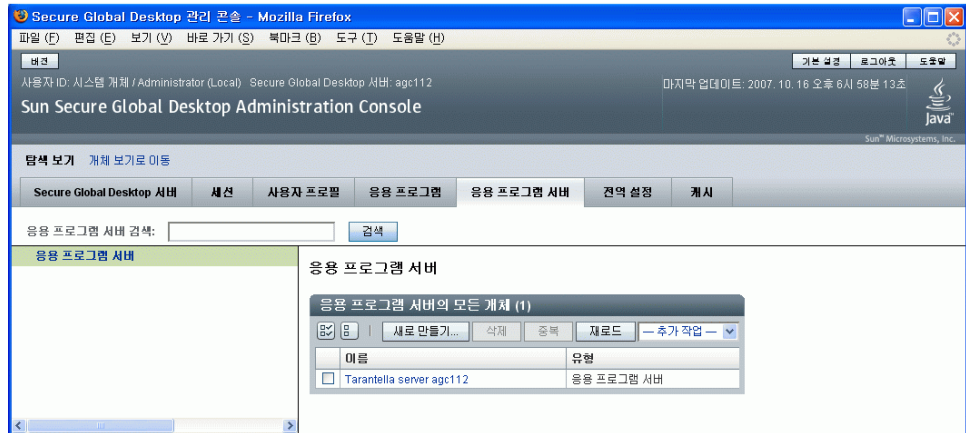 Secure Global Desktop 관리 콘솔 - Mozilla Firefox
파일 (F) 편집 (E) 보기 (V) 바로 가기 (S) 북마크 (B) 도구 (T) 도움말 (H)
버전 기본 설정 로그아웃 도움말
사용자 ID: 시스템 개체 / Administrator (Local) Secure Global Desktop 서버: agc112 마지막 업데이트: 2007. 10. 16 오후 6시 58분 13초
Sun Secure Global Desktop Administration Console
Java™
Sun™ Microsystems, Inc.
탐색 보기 개체 보기로 이동
Secure Global Desktop 서버 세션 사용자 프로필 응용 프로그램 응용 프로그램 서버 전역 설정 캐시
응용 프로그램 서버 검색: 검색
응용 프로그램 서버
응용 프로그램 서버
응용 프로그램 서버의 모든 개체 (1)
새로 만들기... 삭제 중복 재로드 — 추가 작업 —
이름 유형
Tarantella server agc112 응용 프로그램 서버